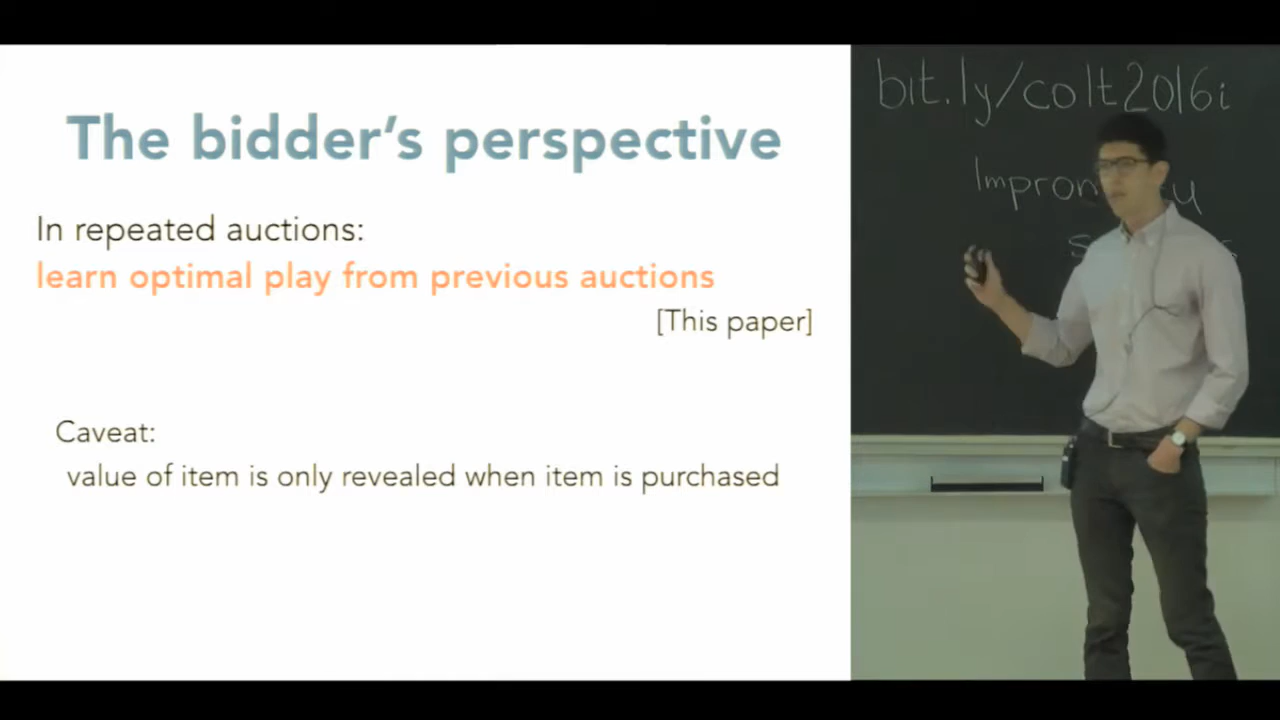 The bidder's perspective
In repeated auctions:
learn optimal play from previous auctions
[This paper]
Caveat:
value of item is only revealed when item is purchased
bit.ly/colt2016i